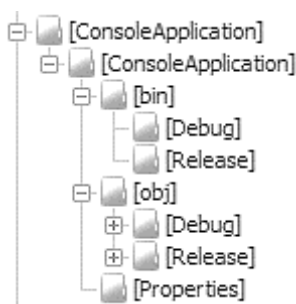 [ConsoleApplication]
[ConsoleApplication]
[bin]
[Debug]
[Release]
[obj]
[Debug]
[Release]
[Properties]